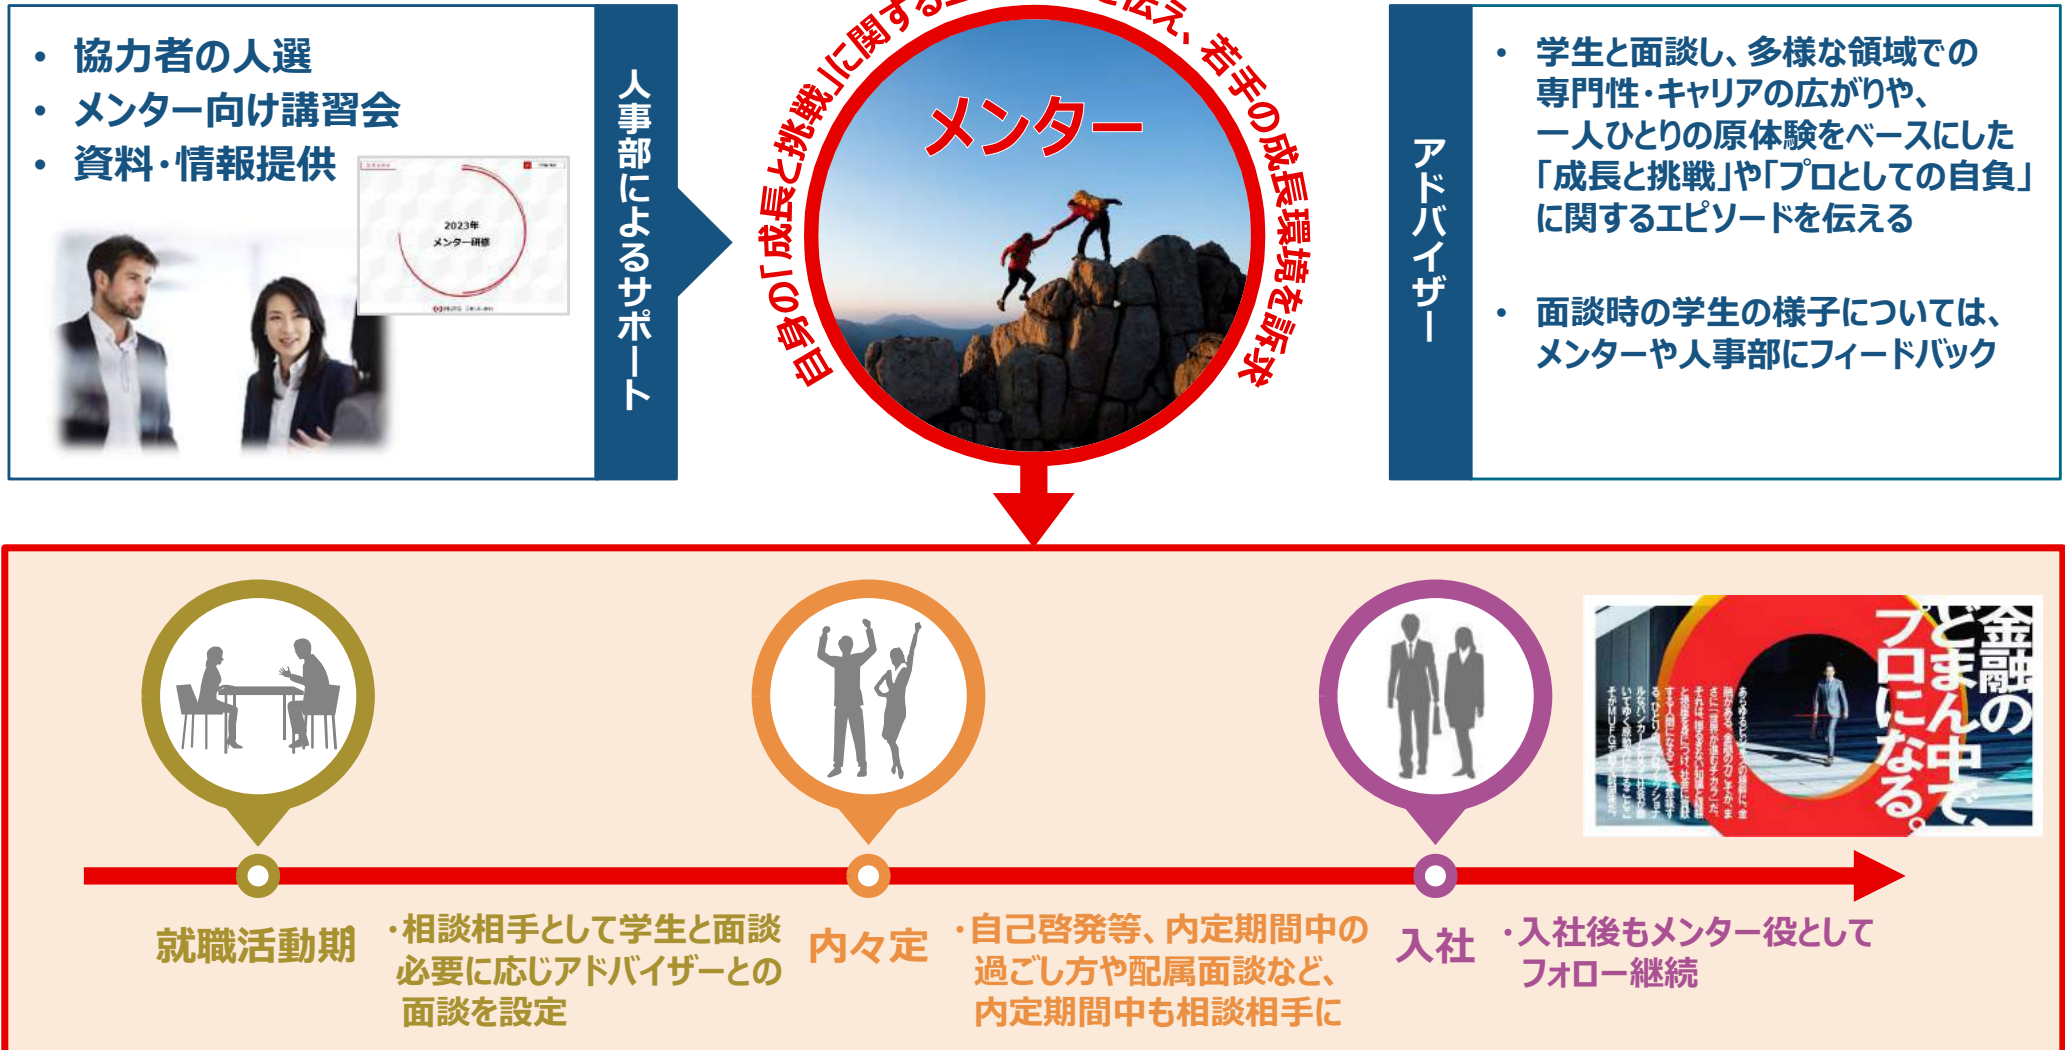 ・協力者の人選
・メンター向け講習会
・資料・情報提供
2023年
メンター研修
人事部によるサポート
自身の「成長と挑戦」に関する
伝え、若手の成長環境を訴求
メンター
アドバイザー
・学生と面談し、多様な領域での
専門性・キャリアの広がりや、
一人ひとりの原体験をベースにした
「成長と挑戦」や「プロとしての自負」
に関するエピソードを伝える
・面談時の学生の様子については、
メンターや人事部にフィードバック
金融の
どまん中で、
プロになる。
就職活動期
・相談相手として学生と面談
必要に応じアドバイザーとの
面談を設定
内々定
・自己啓発等、内定期間中の
過ごし方や配属面談など、
内定期間中も相談相手に
入社
・入社後もメンター役として
フォロー継続